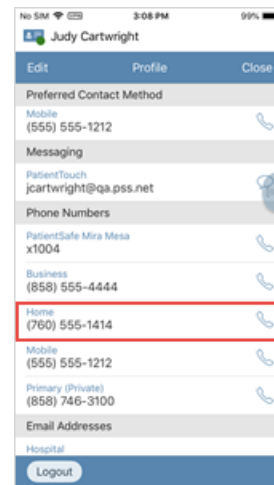 No SIM 3:08 PM 99%
Judy Cartwright
Edit Profile Close
Preferred Contact Method
Mobile
(555) 555-1212
Messaging
PatientTouch
jcartwright@qa.pss.net
Phone Numbers
PatientSafe Mira Mesa
x1004
Business
(858) 555-4444
Home
(760) 555-1414
Mobile
(555) 555-1212
Primary (Private)
(858) 746-3100
Email Addresses
Hospital
Logout